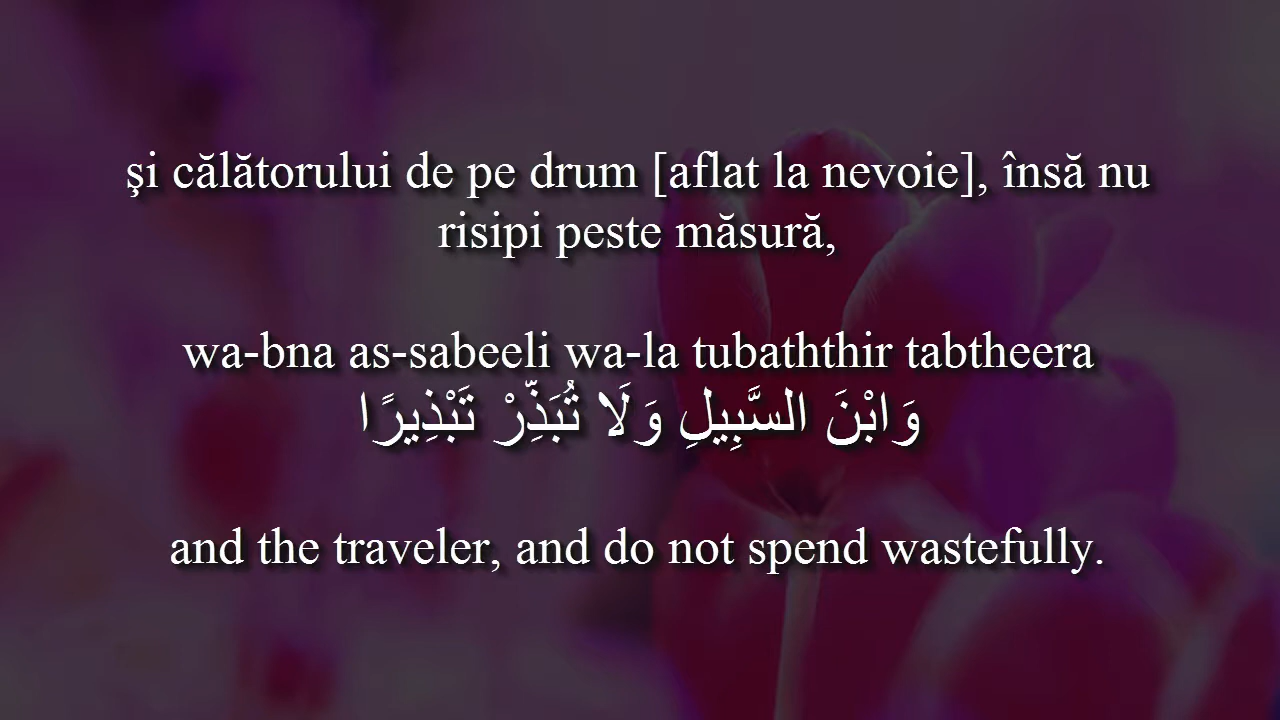 şi călătorului de pe drum [aflat la nevoie], însă nu
risipi peste măsură,
wa-bna as-sabeeli wa-la tubaththir tabtheera
وَابْنَ السَّبِيلِ وَلَا تُبَذِّرْ تَبْذِيرًا
and the traveler, and do not spend wastefully.